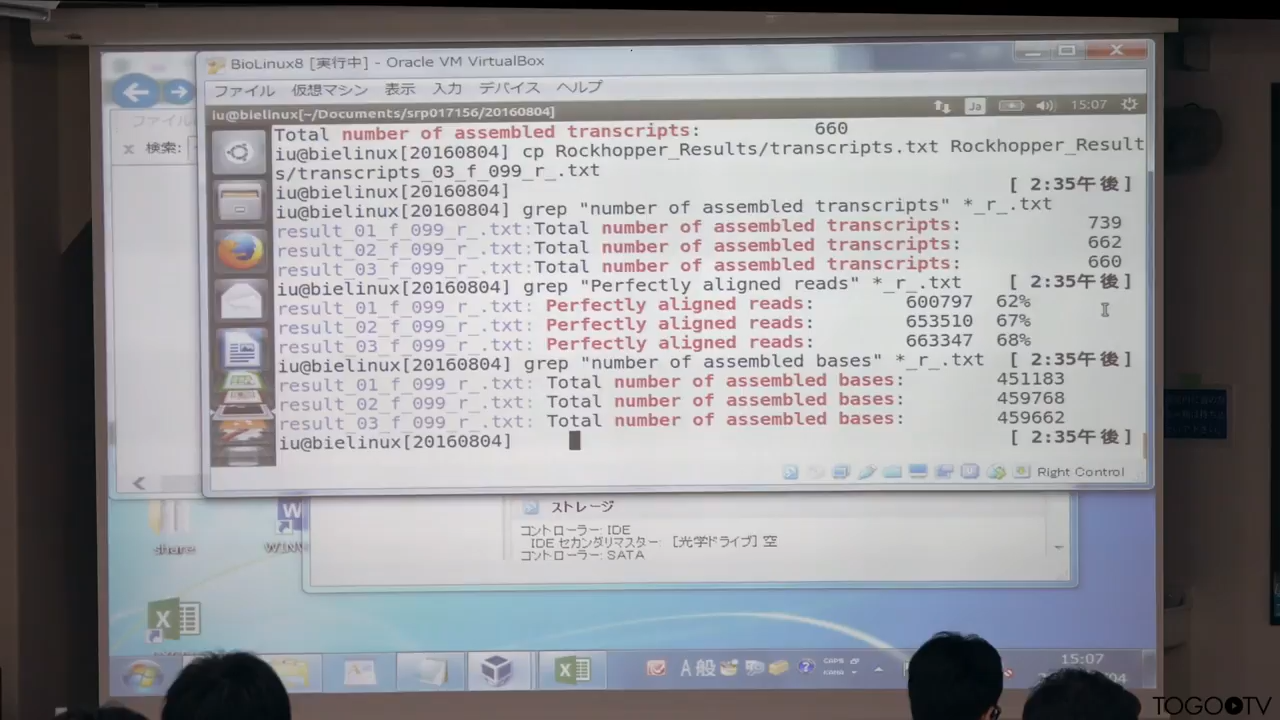 BioLinux8 [実行中] - Oracle VM VirtualBox
ファイル 仮想マシン 表示 入力 デバイス ヘルプ
iu@bielinux[~/Documents/srp017156/20160804]
Ja
15:07
ファイル
× 検索:
Total number of assembled transcripts: 660
iu@bielinux[20160804] cp Rockhopper_Results/transcripts.txt Rockhopper_Result
s/transcripts_03_f_099_r_.txt
iu@bielinux[20160804] [ 2:35午後]
iu@bielinux[20160804] grep "number of assembled transcripts" *_r_.txt
result_01_f_099_r_.txt:Total number of assembled transcripts: 739
result_02_f_099_r_.txt:Total number of assembled transcripts: 662
result_03_f_099_r_.txt:Total number of assembled transcripts: 660
iu@bielinux[20160804] grep "Perfectly aligned reads" *_r_.txt [ 2:35午後]
result_01_f_099_r_.txt: Perfectly aligned reads: 600797 62%
result_02_f_099_r_.txt: Perfectly aligned reads: 653510 67%
result_03_f_099_r_.txt: Perfectly aligned reads: 663347 68%
iu@bielinux[20160804] grep "number of assembled bases" *_r_.txt [ 2:35午後]
result_01_f_099_r_.txt: Total number of assembled bases: 451183
result_02_f_099_r_.txt: Total number of assembled bases: 459768
result_03_f_099_r_.txt: Total number of assembled bases: 459662
iu@bielinux[20160804] [ 2:35午後]
Right Control
ストレージ
コントローラー: IDE
IDE セカンダリマスター: [光学ドライブ] 空
コントローラー: SATA
share
A 般
CAPS
KANA
15:07
TOGOTV